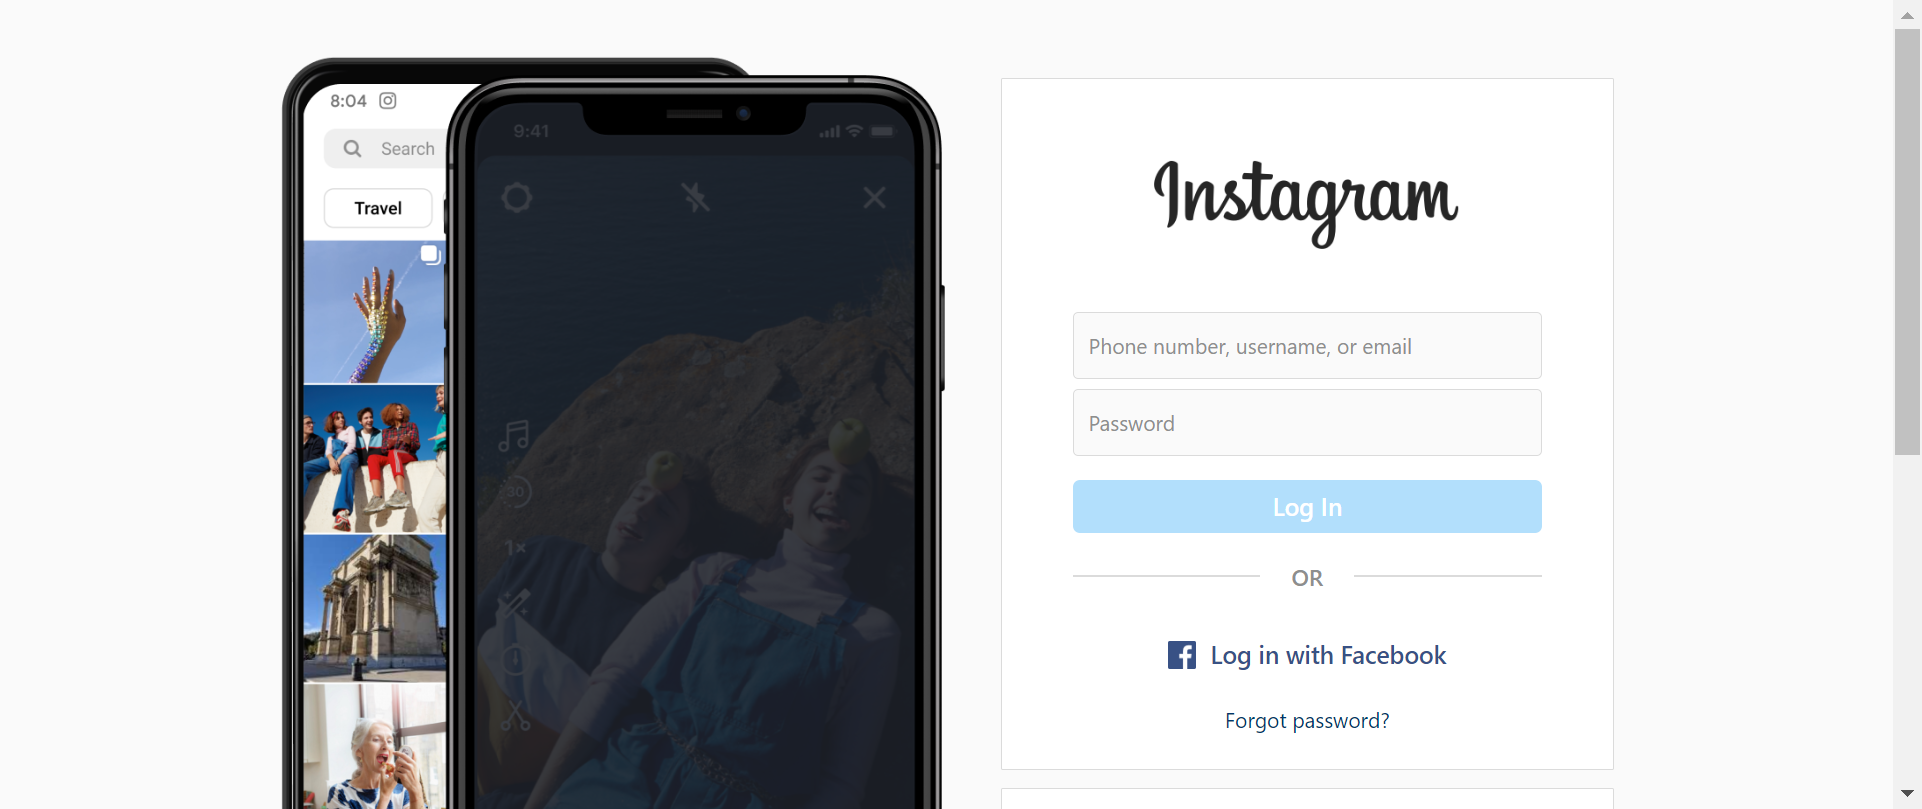 8:04
Search
Travel
9:41
30
1×
Instagram
Phone number, username, or email
Password
Log In
OR
Log in with Facebook
Forgot password?